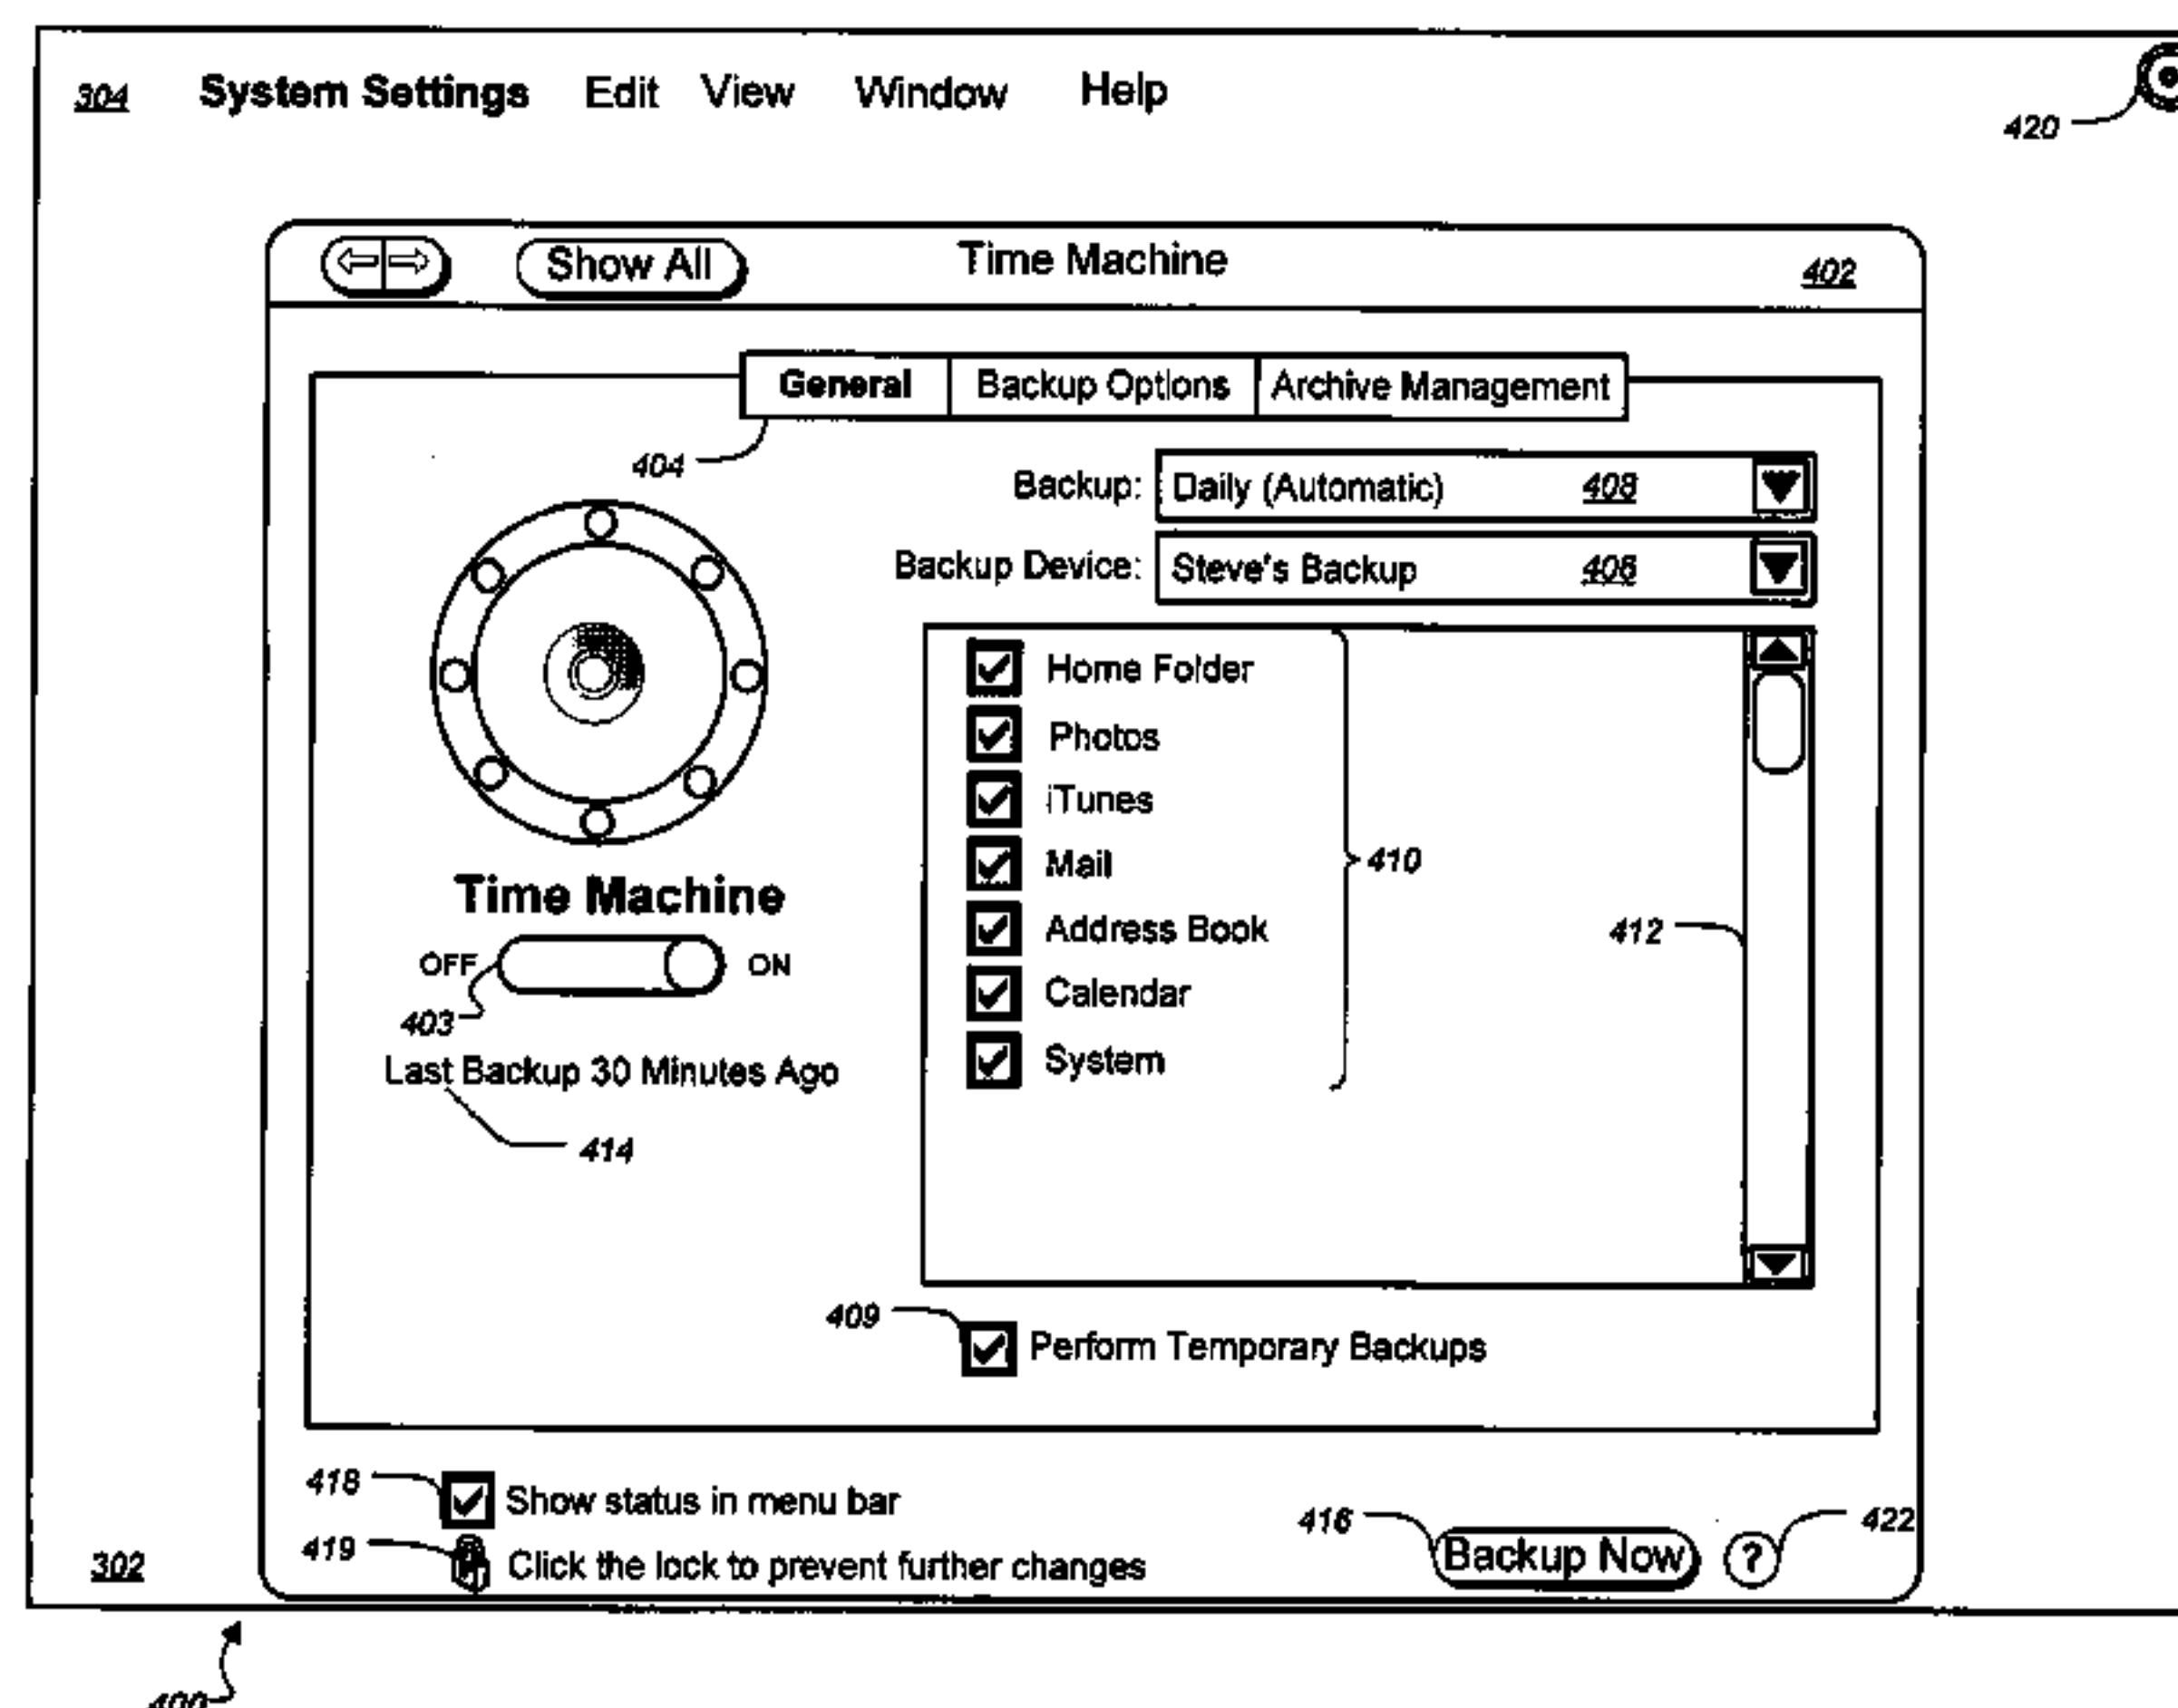 304 System Settings Edit View Window Help
420
Show All Time Machine 402
General Backup Options Archive Management
404
Backup: Daily (Automatic) 408
Backup Device: Steve's Backup 406
Home Folder
Photos
iTunes
Mail
410
Time Machine
Address Book
412
OFF ON
Calendar
403
System
Last Backup 30 Minutes Ago
414
409
Perform Temporary Backups
418 Show status in menu bar
416 Backup Now ? 422
419 Click the lock to prevent further changes
302
400